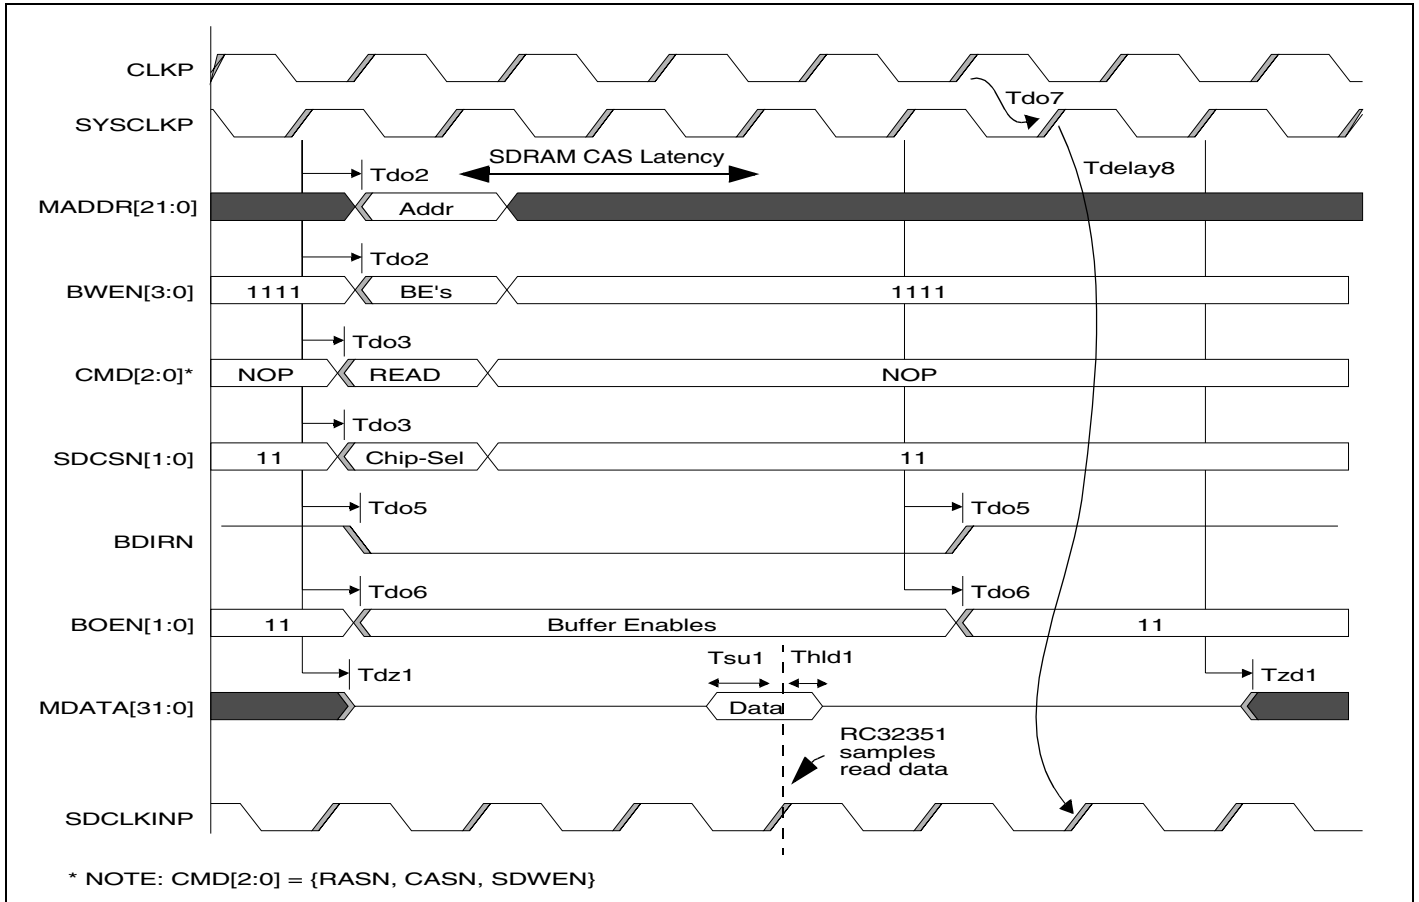 CLKP
Tdo7
SYSCLKP
SDRAM CAS Latency
Tdo2
Tdelay8
MADDR[21:0]
Addr
Tdo2
BWEN[3:0]
1111
BE's
1111
Tdo3
CMD[2:0]*
NOP
READ
NOP
Tdo3
SDCSN[1:0]
11
Chip-Sel
11
Tdo5
Tdo5
BDIRN
Tdo6
Tdo6
BOEN[1:0]
11
Buffer Enables
11
Tsu1
Thld1
Tdz1
Tzd1
MDATA[31:0]
Data
RC32351
samples
read data
SDCLKINP
* NOTE: CMD[2:0] = {RASN, CASN, SDWEN}